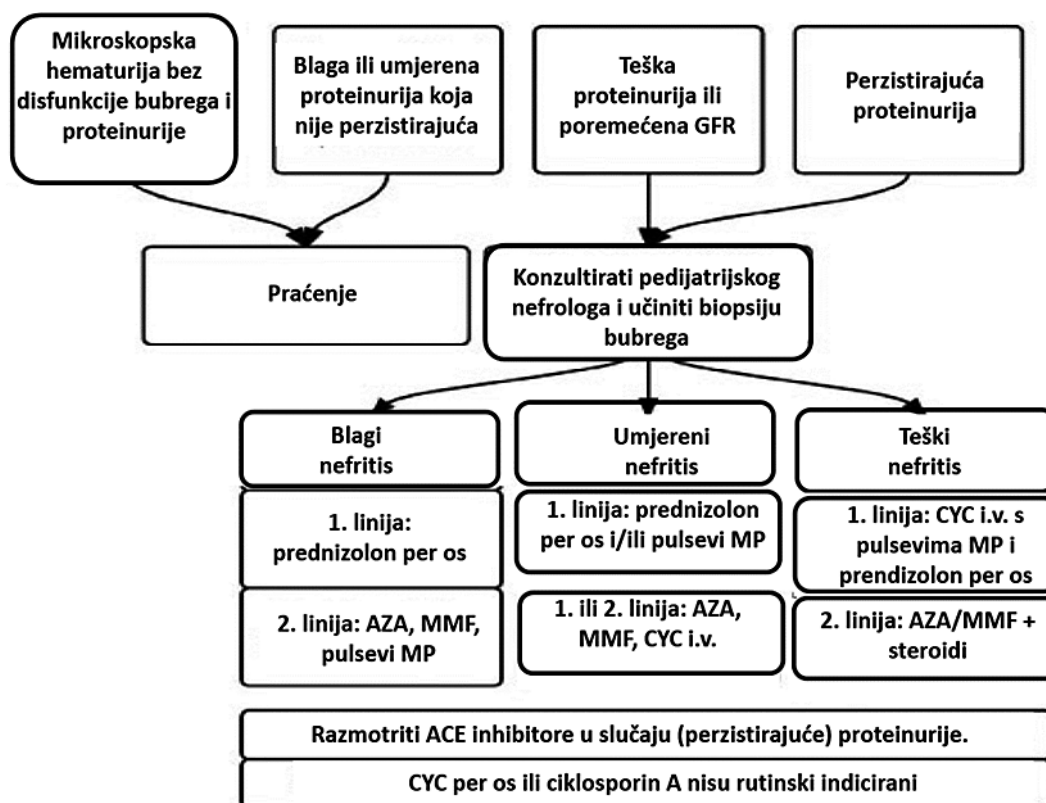 Mikroskopska
hematurija bez
disfunkcije bubrega i
proteinurije
Blaga ili umjerena
proteinurija koja
nije perzistirajuća
Teška
proteinurija ili
poremećena GFR
Perzistirajuća
proteinurija
Praćenje
Konzultirati pedijatrijskog
nefrologa i učiniti biopsiju
bubrega
Blagi
nefritis
Umjereni
nefritis
Teški
nefritis
1. linija:
prednizolon per os
1. linija: prednizolon
per os i/ili pulsevi MP
1. linija: CYC i.v. s
pulsevima MP i
prendizolon per os
2. linija: AZA, MMF,
pulsevi MP
1. ili 2. linija: AZA,
MMF, CYC i.v.
2. linija: AZA/MMF +
steroidi
Razmotriti ACE inhibitore u slučaju (perzistirajuće) proteinurije.
CYC per os ili ciklosporin A nisu rutinski indicirani